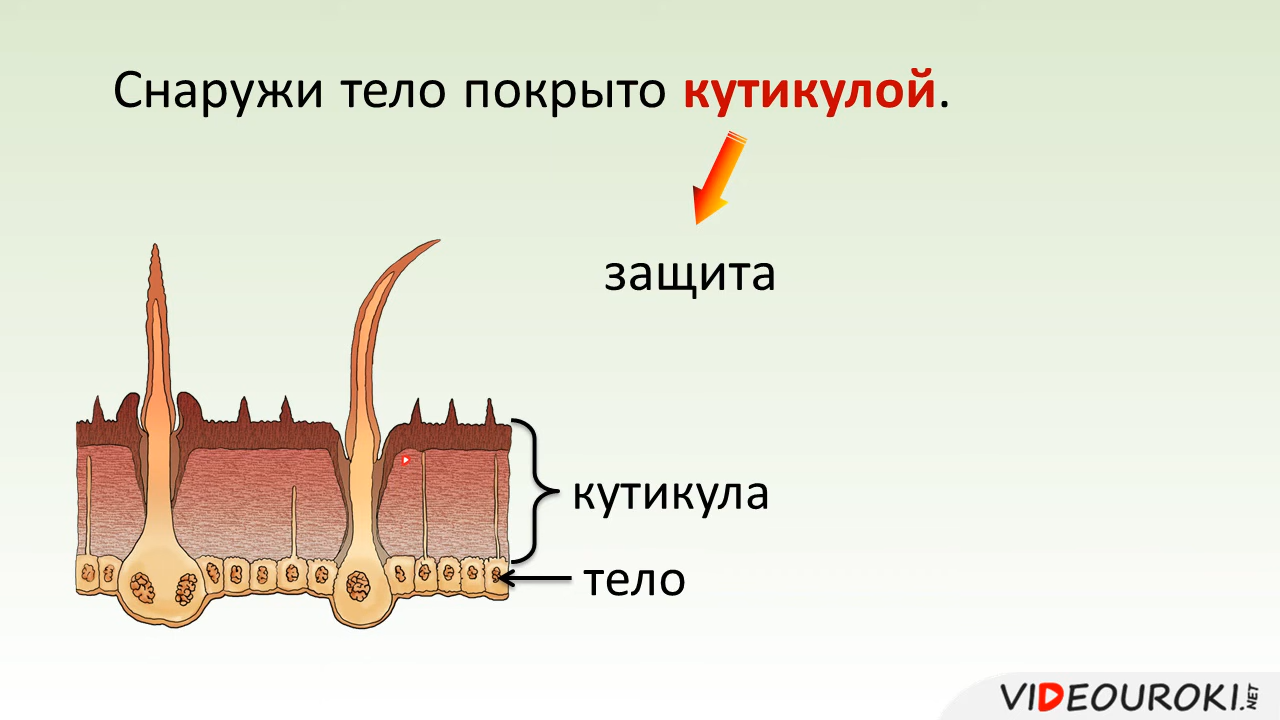 Снаружи тело покрыто кутикулой.
защита
кутикула
тело
VIDEOUROKI.NET